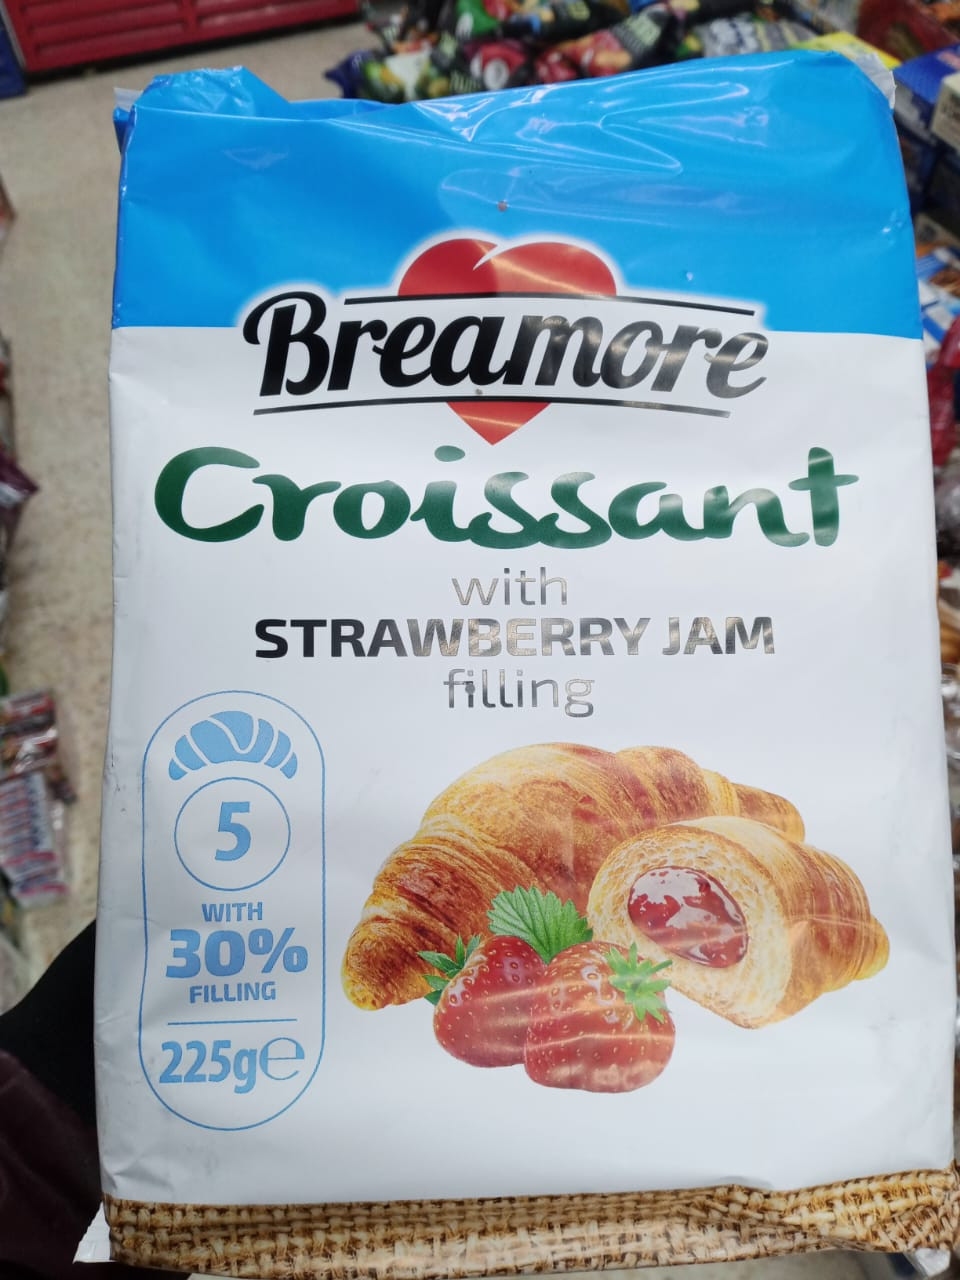 Breamore
Croissant
with
STRAWBERRY JAM
filling
5
WITH
30%
FILLING
225g℮